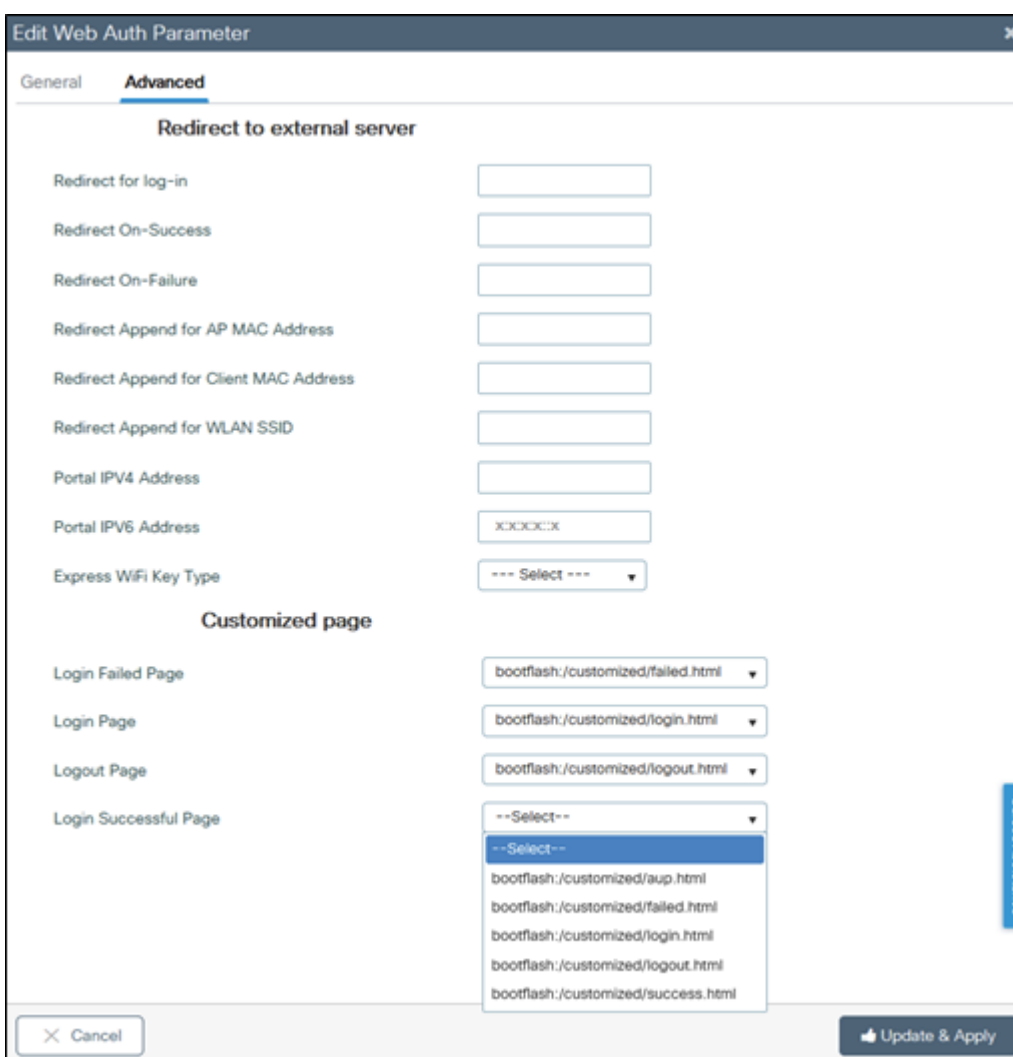 Edit Web Auth Parameter
General Advanced
Redirect to external server
Redirect for log-in
Redirect On-Success
Redirect On-Failure
Redirect Append for AP MAC Address
Redirect Append for Client MAC Address
Redirect Append for WLAN SSID
Portal IPV4 Address
Portal IPV6 Address x:x:x:x::x
Express WiFi Key Type --- Select ---
Customized page
Login Failed Page bootflash:/customized/failed.html
Login Page bootflash:/customized/login.html
Logout Page bootflash:/customized/logout.html
Login Successful Page --Select--
--Select--
bootflash:/customized/aup.html
bootflash:/customized/failed.html
bootflash:/customized/login.html
bootflash:/customized/logout.html
bootflash:/customized/success.html
Cancel Update & Apply